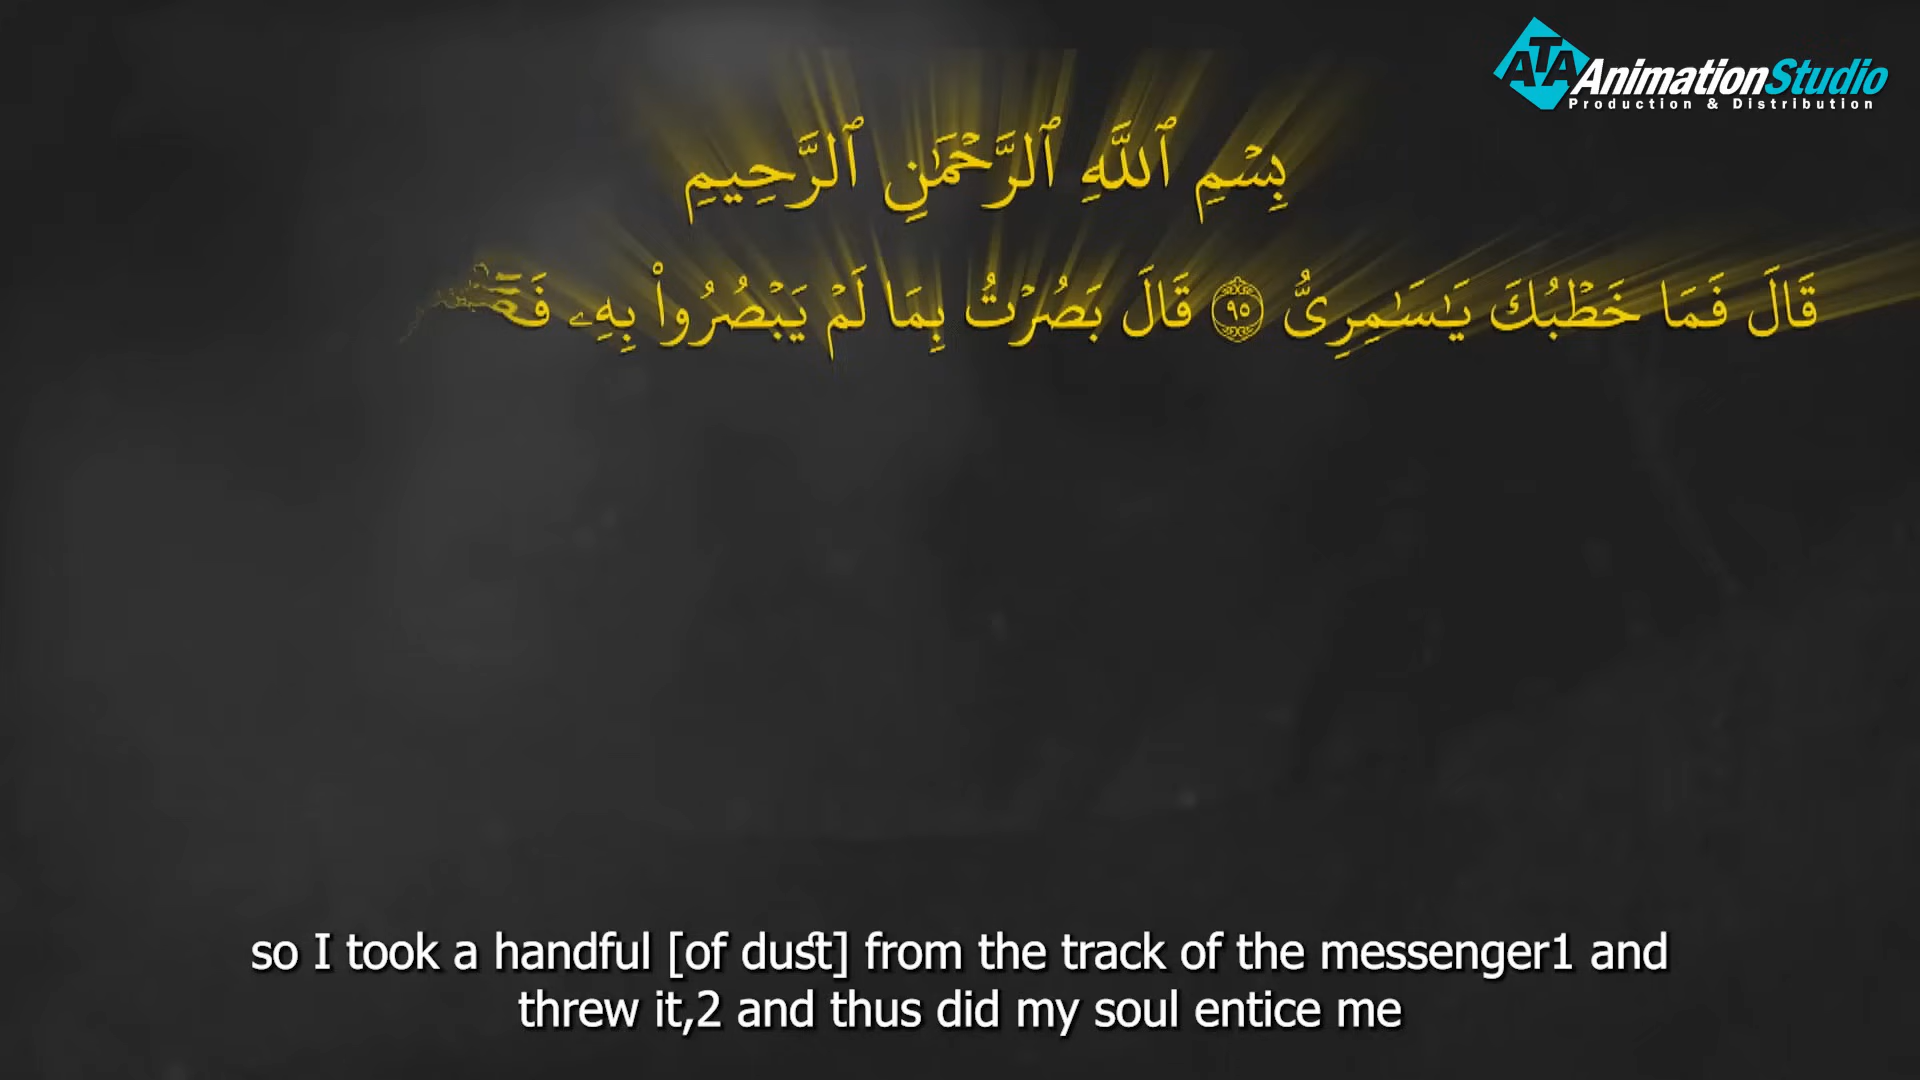 ATA AnimationStudio
Production & Distribution
بِسْمِ ٱللَّهِ ٱلرَّحْمَٰنِ ٱلرَّحِيمِ
قَالَ فَمَا خَطْبُكَ يَٰسَٰمِرِىُّ ٩٥ قَالَ بَصُرْتُ بِمَا لَمْ يَبْصُرُوا۟ بِهِۦ
so I took a handful [of dust] from the track of the messenger1 and
threw it,2 and thus did my soul entice me